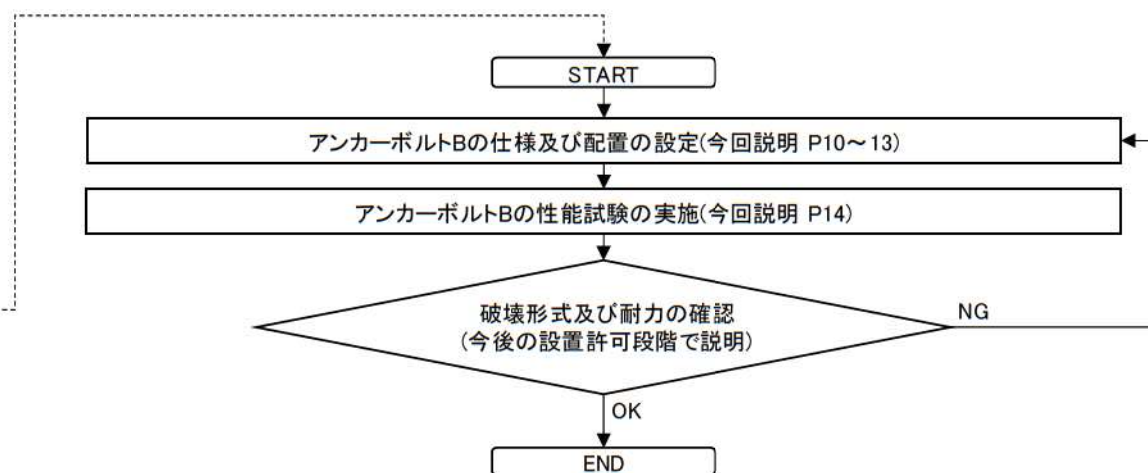 START
アンカーボルトBの仕様及び配置の設定(今回説明 P10～13)
アンカーボルトBの性能試験の実施(今回説明 P14)
破壊形式及び耐力の確認
(今後の設置許可段階で説明)
NG
OK
END